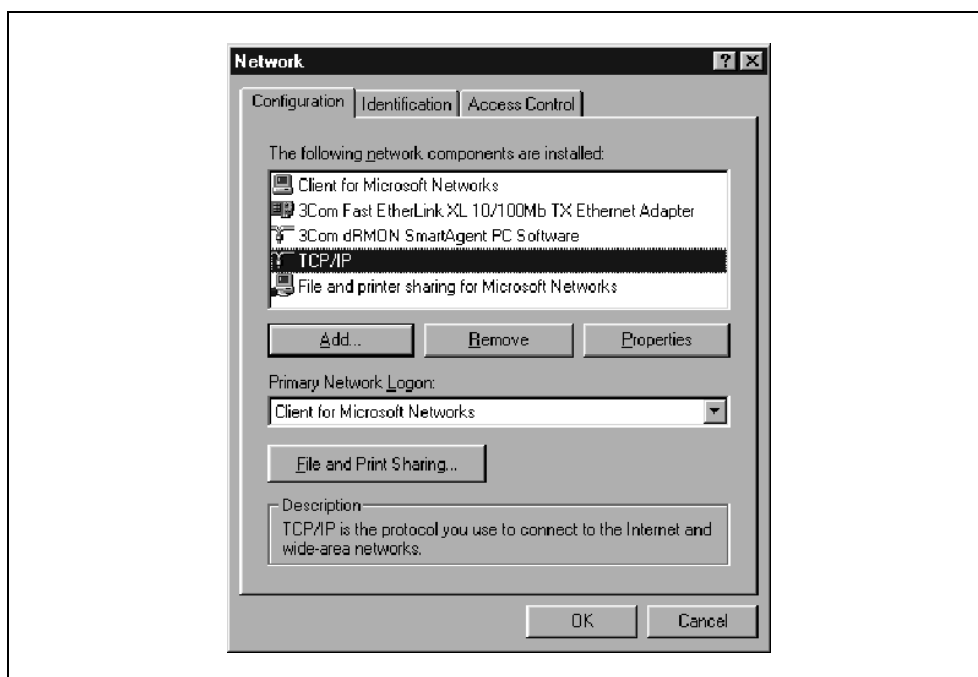 Network
Configuration Identification Access Control
The following network components are installed:
Client for Microsoft Networks
3Com Fast EtherLink XL 10/100Mb TX Ethernet Adapter
3Com dRMON SmartAgent PC Software
TCP/IP
File and printer sharing for Microsoft Networks
Add... Remove Properties
Primary Network Logon:
Client for Microsoft Networks
File and Print Sharing...
Description
TCP/IP is the protocol you use to connect to the Internet and
wide-area networks.
OK Cancel